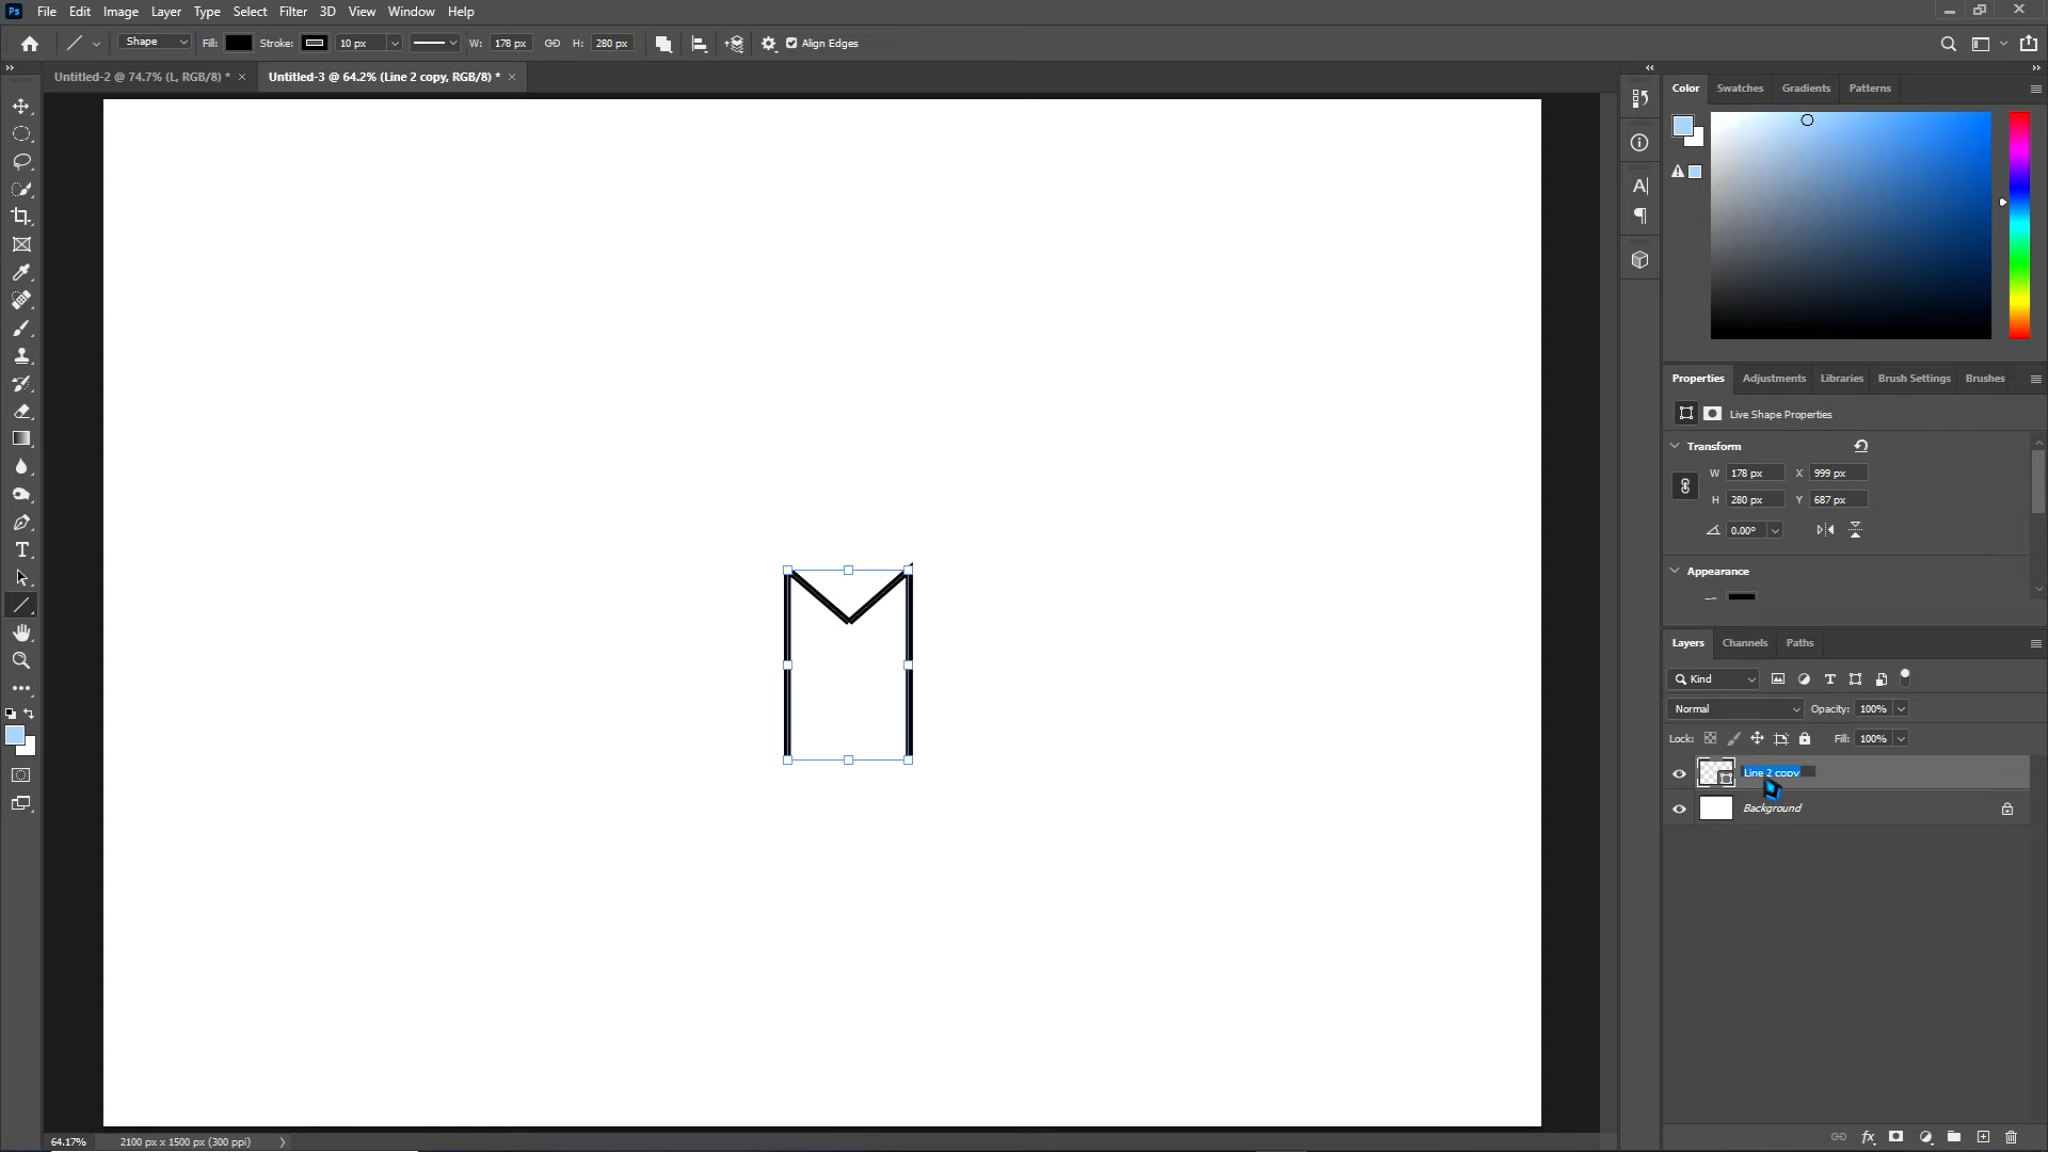 Ps File Edit Image Layer Type Select Filter 3D View Window Help
Shape Fill: Stroke: 10 px W: 178 px H: 280 px Align Edges
Untitled-2 @ 74.7% (L, RGB/8) * × Untitled-3 @ 64.2% (Line 2 copy, RGB/8) * ×
Color Swatches Gradients Patterns
Properties Adjustments Libraries Brush Settings Brushes
Live Shape Properties
Transform
W 178 px X 999 px
H 280 px Y 687 px
0.00°
Appearance
Layers Channels Paths
Kind
Normal Opacity: 100%
Lock: Fill: 100%
Line 2 copy
Background
64.17% 2100 px x 1500 px (300 ppi)